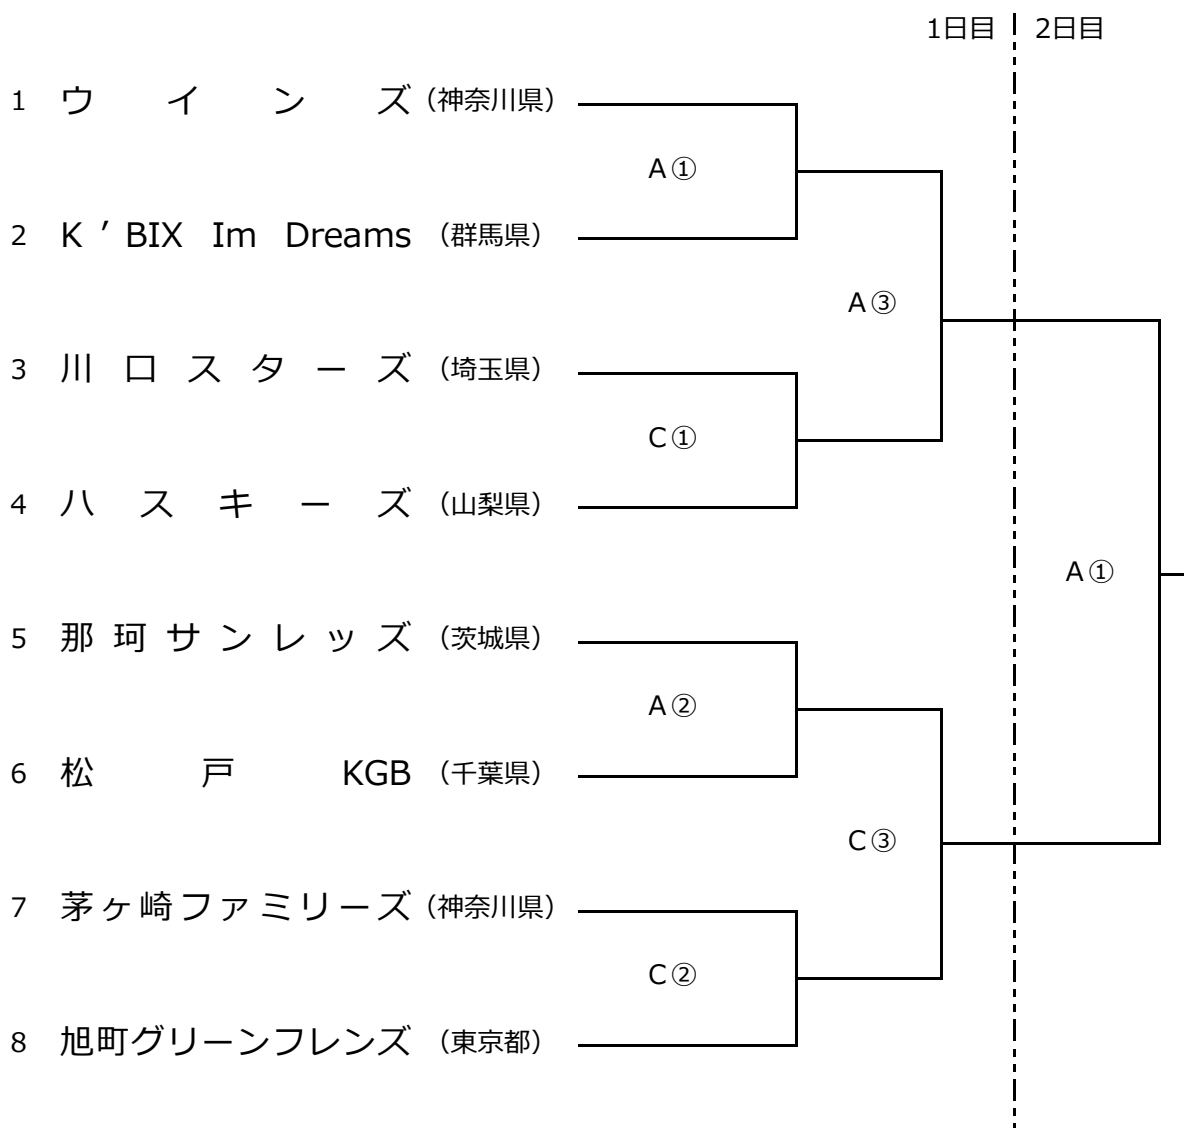 1日目 2日目
1 ウインズ（神奈川県）
A①
2 K ’ BIX Im Dreams （群馬県）
A③
3 川口スターズ （埼玉県）
C①
4 ハスキーズ （山梨県）
A①
5 那珂サンレッズ （茨城県）
A②
6 松戸 KGB （千葉県）
C③
7 茅ヶ崎ファミリーズ（神奈川県）
C②
8 旭町グリーンフレンズ （東京都）